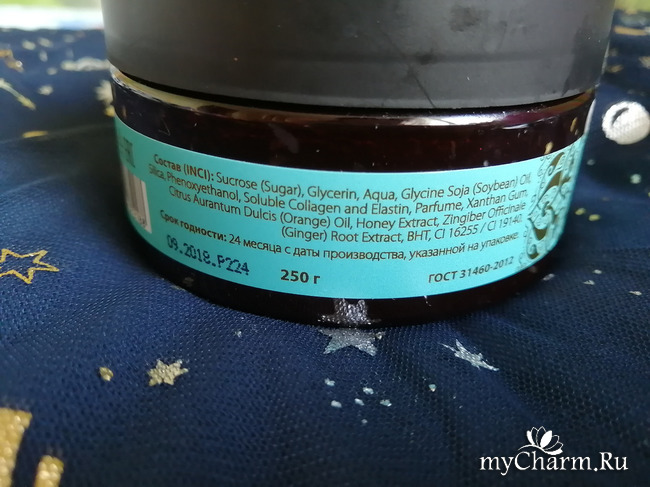 Состав (INCI): Sucrose (Sugar), Glycerin, Aqua, Glycine Soja (Soybean) Oil,
Silica, Phenoxyethanol, Soluble Collagen and Elastin, Parfume, Xanthan Gum,
Citrus Aurantum Dulcis (Orange) Oil, Honey Extract, Zingiber Officinale
(Ginger) Root Extract, BHT, CI 16255 / CI 19140.
Срок годности: 24 месяца с даты производства, указанной на упаковке.
09.2018.P224
250 г
ГОСТ 31460-2012
myCharm.Ru